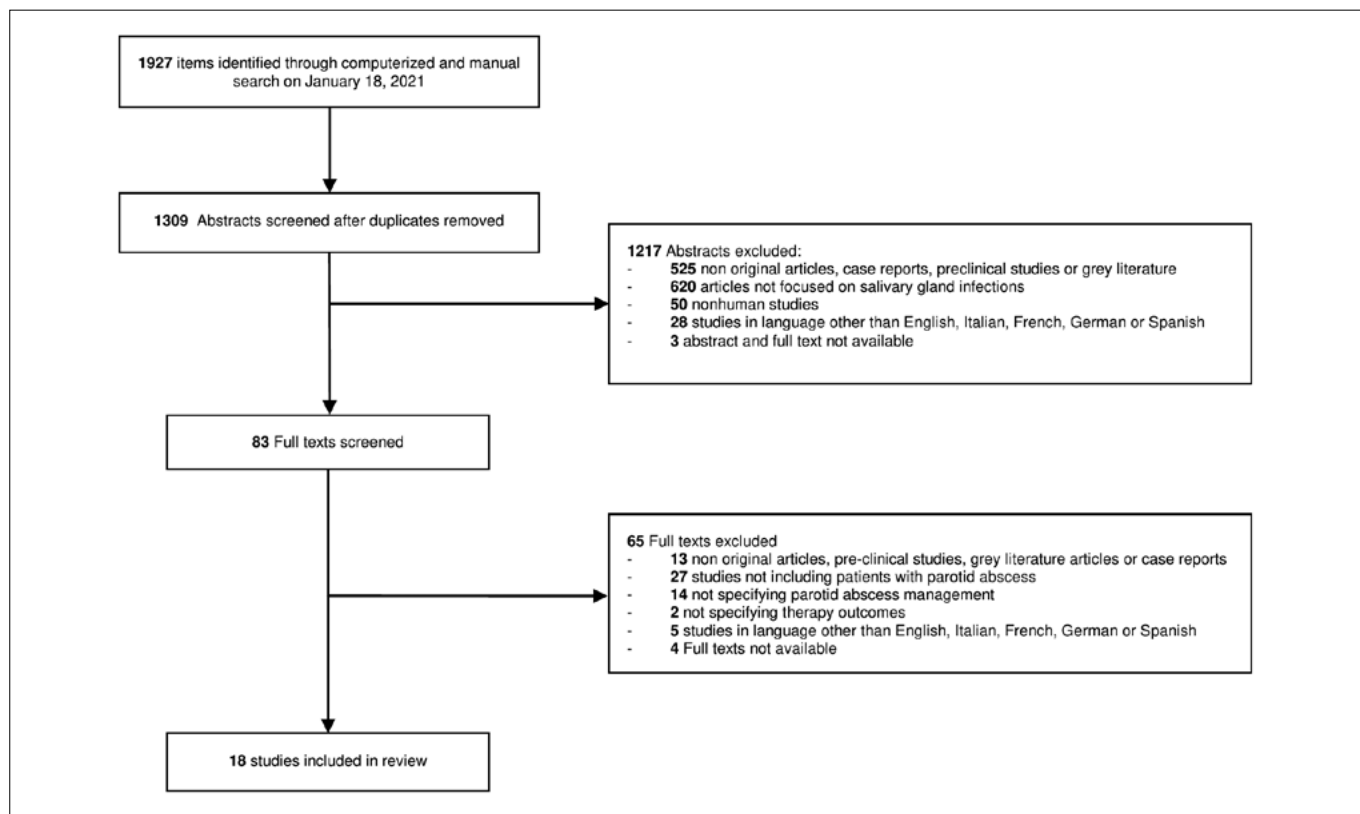 1927 items identified through computerized and manual
search on January 18, 2021
1309 Abstracts screened after duplicates removed
1217 Abstracts excluded:
- 525 non original articles, case reports, preclinical studies or grey literature
- 620 articles not focused on salivary gland infections
- 50 nonhuman studies
- 28 studies in language other than English, Italian, French, German or Spanish
- 3 abstract and full text not available
83 Full texts screened
65 Full texts excluded
- 13 non original articles, pre-clinical studies, grey literature articles or case reports
- 27 studies not including patients with parotid abscess
- 14 not specifying parotid abscess management
- 2 not specifying therapy outcomes
- 5 studies in language other than English, Italian, French, German or Spanish
- 4 Full texts not available
18 studies included in review